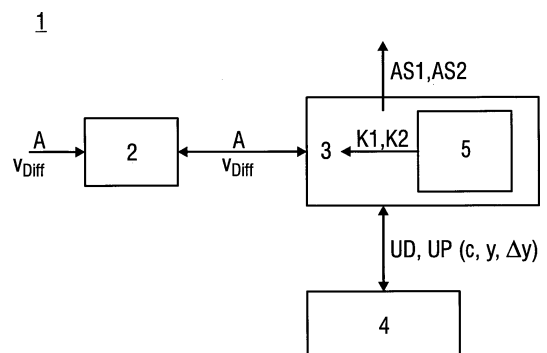 1
AS1,AS2
A
vDiff
2
A
vDiff
3
K1,K2
5
UD, UP (c, y, Δy)
4